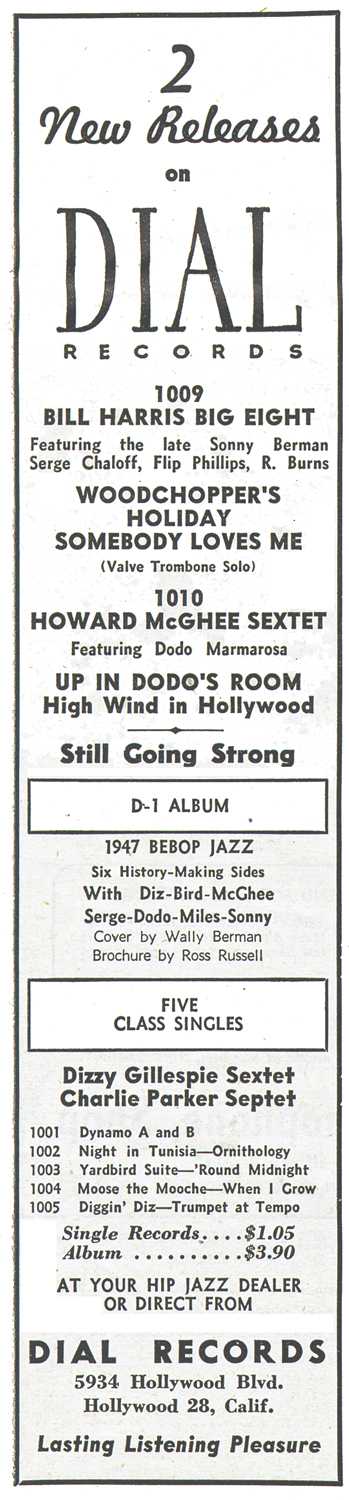 2
New Releases
on
DIAL
RECORDS
1009
BILL HARRIS BIG EIGHT
Featuring the late Sonny Berman
Serge Chaloff, Flip Phillips, R. Burns
WOODCHOPPER'S
HOLIDAY
SOMEBODY LOVES ME
(Valve Trombone Solo)
1010
HOWARD McGHEE SEXTET
Featuring Dodo Marmarosa
UP IN DODO'S ROOM
High Wind in Hollywood
Still Going Strong
D-1 ALBUM
1947 BEBOP JAZZ
Six History-Making Sides
With Diz-Bird-McGhee
Serge-Dodo-Miles-Sonny
Cover by Wally Berman
Brochure by Ross Russell
FIVE
CLASS SINGLES
Dizzy Gillespie Sextet
Charlie Parker Septet
1001 Dynamo A and B
1002 Night in Tunisia—Ornithology
1003 Yardbird Suite—'Round Midnight
1004 Moose the Mooche—When I Grow
1005 Diggin' Diz—Trumpet at Tempo
Single Records....$1.05
Album ..........$3.90
AT YOUR HIP JAZZ DEALER
OR DIRECT FROM
DIAL RECORDS
5934 Hollywood Blvd.
Hollywood 28, Calif.
Lasting Listening Pleasure